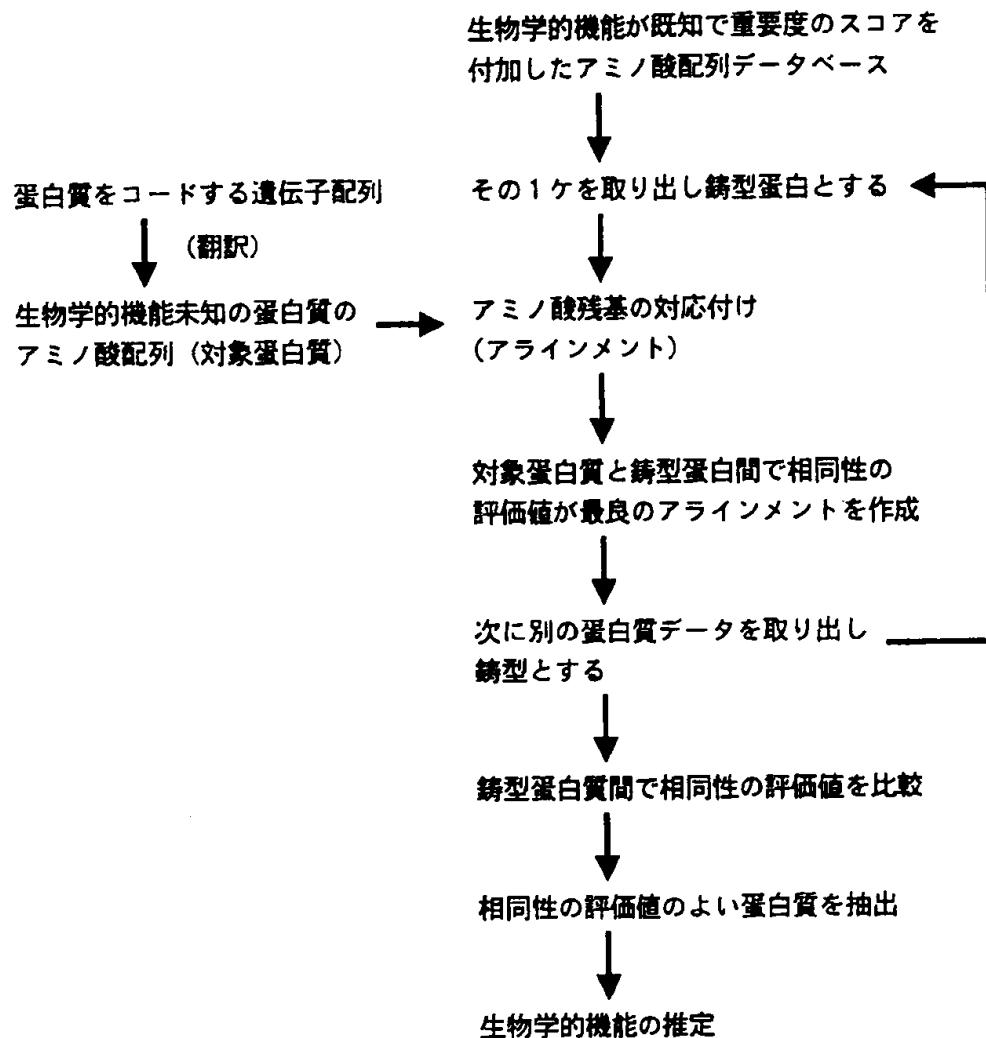 生物学的機能が既知で重要度のスコアを
付加したアミノ酸配列データベース
蛋白質をコードする遺伝子配列
(翻訳)
生物学的機能未知の蛋白質の
アミノ酸配列(対象蛋白質)
その1ケを取り出し鋳型蛋白とする
アミノ酸残基の対応付け
(アラインメント)
対象蛋白質と鋳型蛋白間で相同性の
評価値が最良のアラインメントを作成
次に別の蛋白質データを取り出し
鋳型とする
鋳型蛋白質間で相同性の評価値を比較
相同性の評価値のよい蛋白質を抽出
生物学的機能の推定